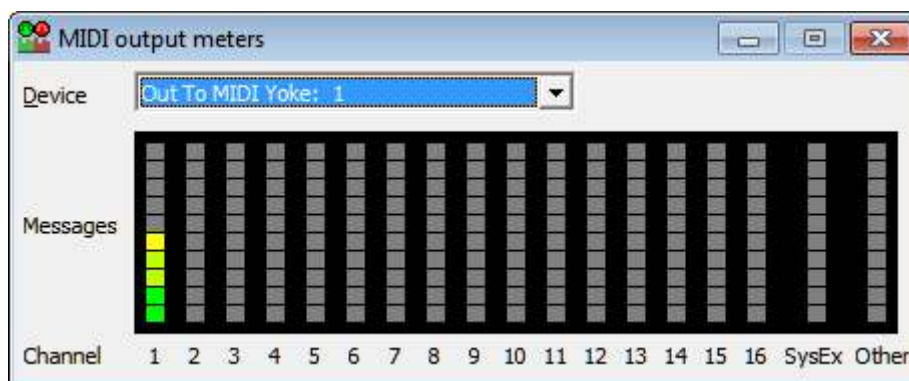 MIDI output meters
Device Out To MIDI Yoke: 1
Messages
Channel 1 2 3 4 5 6 7 8 9 10 11 12 13 14 15 16 SysEx Other